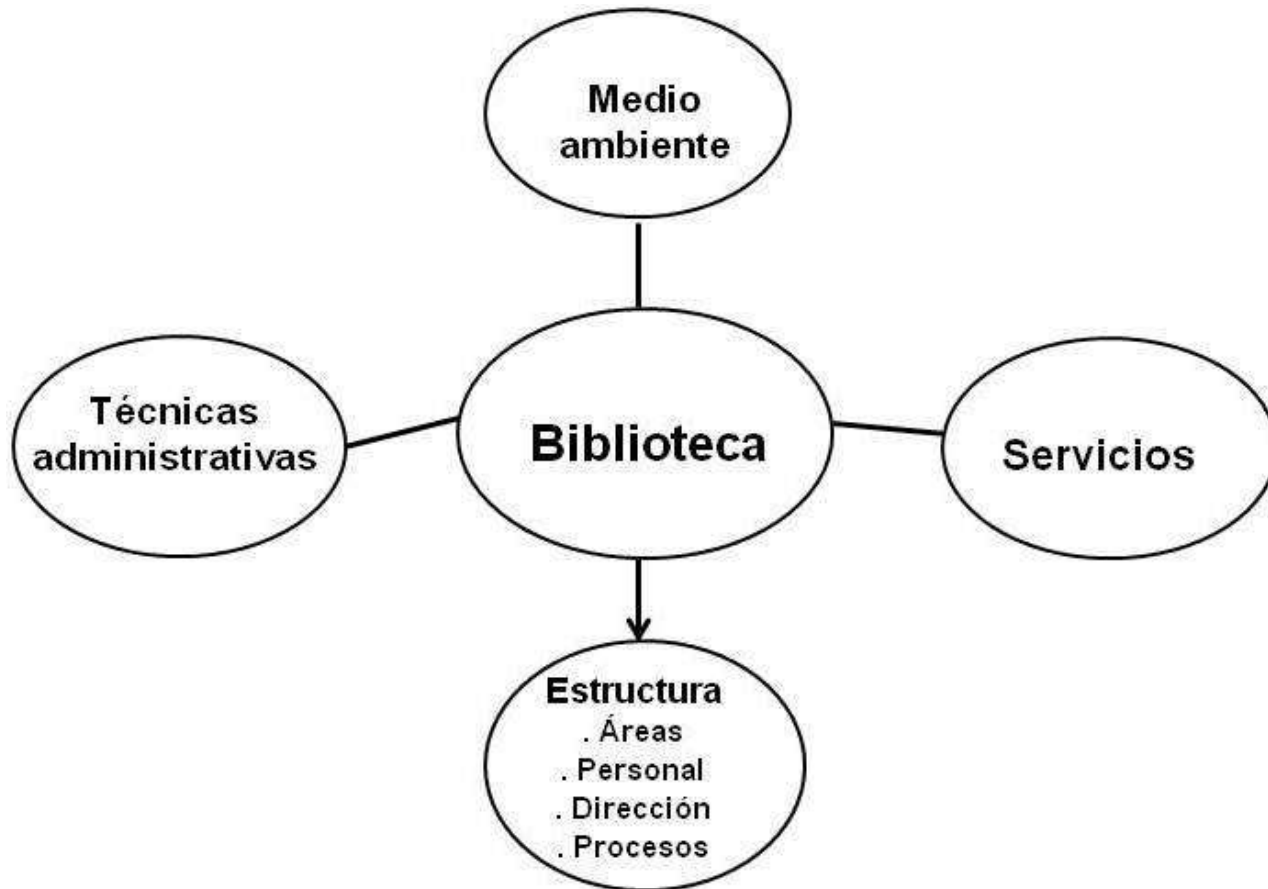 Medio
ambiente
Técnicas
administrativas
Biblioteca
Servicios
Estructura
. Áreas
. Personal
. Dirección
. Procesos